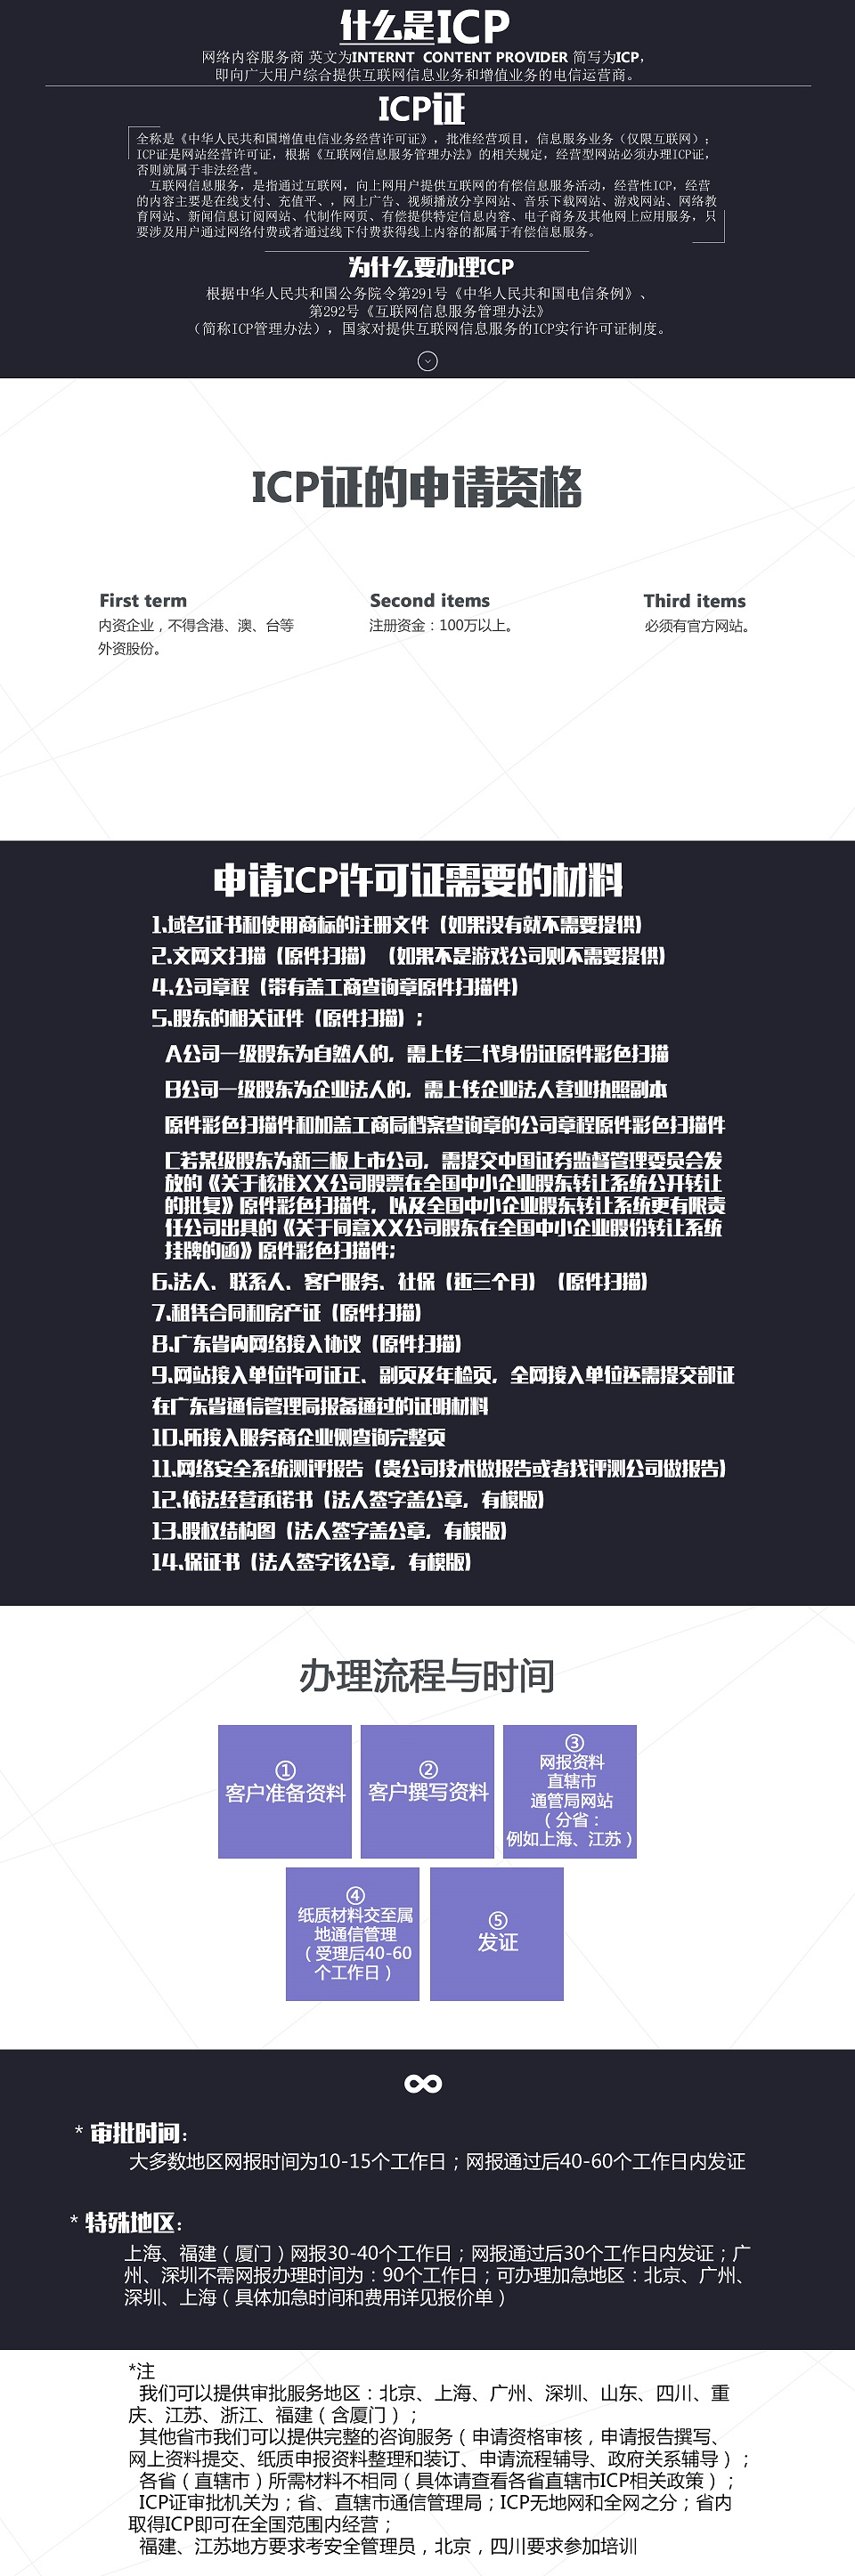 什么是ICP
网络内容服务商 英文为INTERNT CONTENT PROVIDER 简写为ICP，
即向广大用户综合提供互联网信息业务和增值业务的电信运营商。
ICP证
全称是《中华人民共和国增值电信业务经营许可证》，批准经营项目，信息服务业务（仅限互联网）；
ICP证是网站经营许可证，根据《互联网信息服务管理办法》的相关规定，经营型网站必须办理ICP证，
否则就属于非法经营。
互联网信息服务，是指通过互联网，向上网用户提供互联网的有偿信息服务活动，经营性ICP，经营
的内容主要是在线支付、充值平、，网上广告、视频播放分享网站、音乐下载网站、游戏网站、网络教
育网站、新闻信息订阅网站、代制作网页、有偿提供特定信息内容、电子商务及其他网上应用服务，只
要涉及用户通过网络付费或者通过线下付费获得线上内容的都属于有偿信息服务。
为什么要办理ICP
根据中华人民共和国公务院令第291号《中华人民共和国电信条例》、
第292号《互联网信息服务管理办法》
（简称ICP管理办法），国家对提供互联网信息服务的ICP实行许可证制度。
ICP证的申请资格
First term
内资企业，不得含港、澳、台等
外资股份。
Second items
注册资金：100万以上。
Third items
必须有官方网站。
申请ICP许可证需要的材料
1.域名证书和使用商标的注册文件（如果没有就不需要提供）
2.文网文扫描（原件扫描）（如果不是游戏公司则不需要提供）
4.公司章程（带有盖工商查询章原件扫描件）
5.股东的相关证件（原件扫描）；
A公司一级股东为自然人的，需上传二代身份证原件彩色扫描
B公司一级股东为企业法人的，需上传企业法人营业执照副本
原件彩色扫描件和加盖工商局档案查询章的公司章程原件彩色扫描件
C若某级股东为新三板上市公司，需提交中国证券监督管理委员会发
放的《关于核准XX公司股票在全国中小企业股东转让系统公开转让
的批复》原件彩色扫描件，以及全国中小企业股东转让系统更有限责
任公司出具的《关于同意XX公司股东在全国中小企业股份转让系统
挂牌的函》原件彩色扫描件；
6.法人、联系人、客户服务、社保（近三个月）（原件扫描）
7.租赁合同和房产证（原件扫描）
8.广东省内网络接入协议（原件扫描）
9.网站接入单位许可证正、副页及年检页，全网接入单位还需提交部证
在广东省通信管理局报备通过的证明材料
10.所接入服务商企业侧查询完整页
11.网络安全系统测评报告（贵公司技术做报告或者找评测公司做报告）
12.依法经营承诺书（法人签字盖公章，有模版）
13.股权结构图（法人签字盖公章，有模版）
14.保证书（法人签字该公章，有模版）
办理流程与时间
①
客户准备资料
②
客户撰写资料
③
网报资料
直辖市
通管局网站
（分省：
例如上海、江苏）
④
纸质材料交至属
地通信管理
（受理后40-60
个工作日）
⑤
发证
* 审批时间：
大多数地区网报时间为10-15个工作日；网报通过后40-60个工作日内发证
* 特殊地区：
上海、福建（厦门）网报30-40个工作日；网报通过后30个工作日内发证；广
州、深圳不需网报办理时间为：90个工作日；可办理加急地区：北京、广州、
深圳、上海（具体加急时间和费用详见报价单）
*注
我们可以提供审批服务地区：北京、上海、广州、深圳、山东、四川、重
庆、江苏、浙江、福建（含厦门）；
其他省市我们可以提供完整的咨询服务（申请资格审核，申请报告撰写、
网上资料提交、纸质申报资料整理和装订、申请流程辅导、政府关系辅导）；
各省（直辖市）所需材料不相同（具体请查看各省直辖市ICP相关政策）；
ICP证审批机关为；省、直辖市通信管理局；ICP无地网和全网之分；省内
取得ICP即可在全国范围内经营；
福建、江苏地方要求考安全管理员，北京，四川要求参加培训